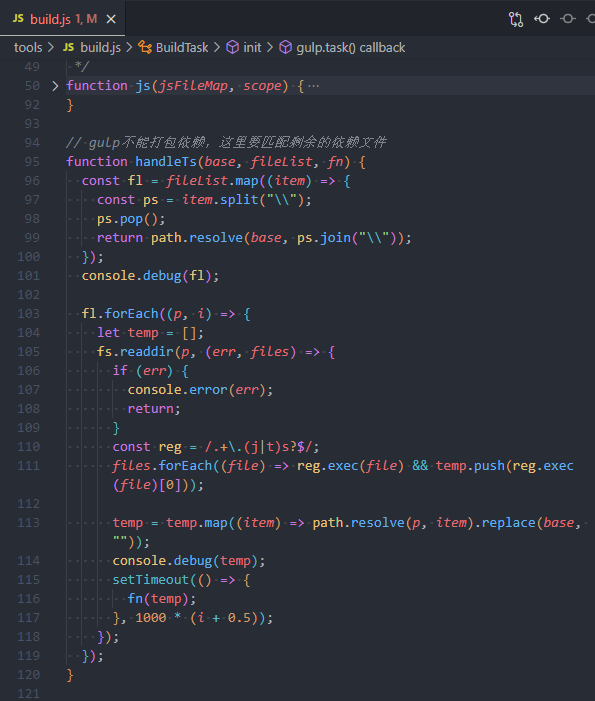 JS build.js 1, M ×
tools > JS build.js > BuildTask > init > gulp.task() callback
49 */
50 > function js(jsFileMap, scope) { ···
92 }
93
94 // gulp不能打包依赖，这里要匹配剩余的依赖文件
95 function handleTs(base, fileList, fn) {
96 const fl = fileList.map((item) => {
97 const ps = item.split("\\");
98 ps.pop();
99 return path.resolve(base, ps.join("\\"));
100 });
101 console.debug(fl);
102
103 fl.forEach((p, i) => {
104 let temp = [];
105 fs.readdir(p, (err, files) => {
106 if (err) {
107 console.error(err);
108 return;
109 }
110 const reg = /.+\.(j|t)s?$/;
111 files.forEach((file) => reg.exec(file) && temp.push(reg.exec
(file)[0]));
112
113 temp = temp.map((item) => path.resolve(p, item).replace(base,
""));
114 console.debug(temp);
115 setTimeout(() => {
116 fn(temp);
117 }, 1000 * (i + 0.5));
118 });
119 });
120 }
121